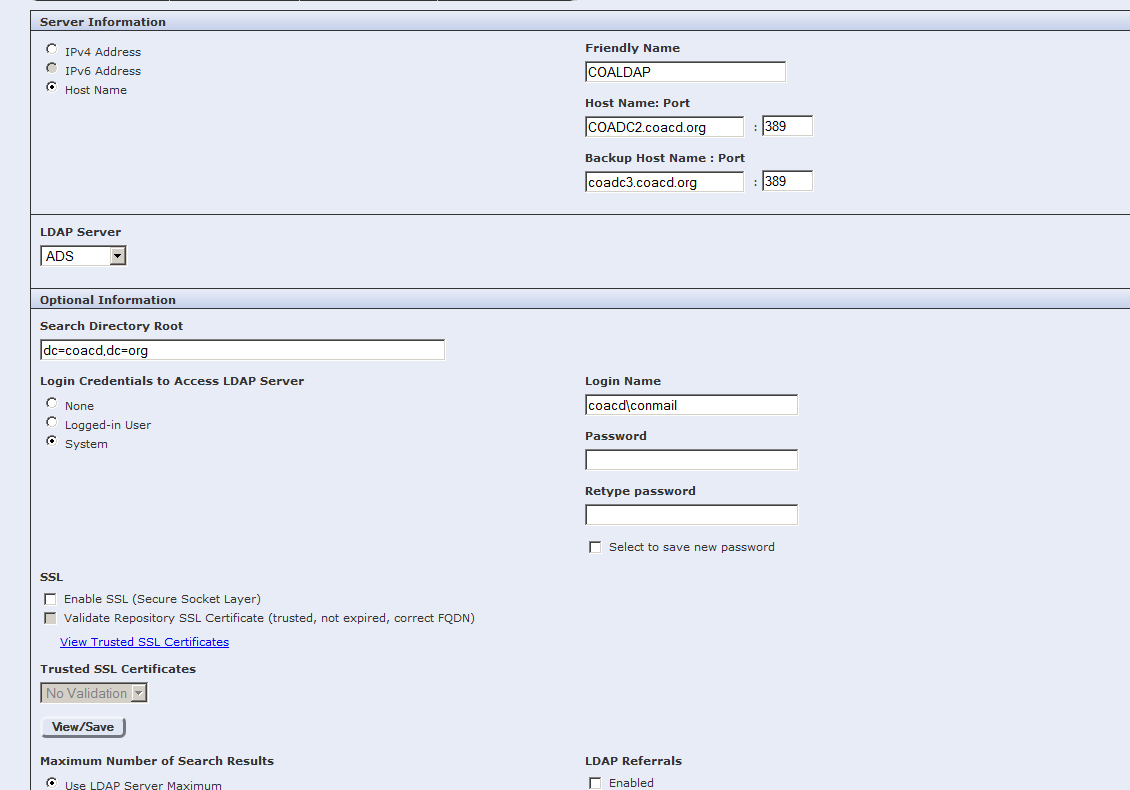 Server Information
IPv4 Address
IPv6 Address
Host Name
Friendly Name
COALDAP
Host Name: Port
COADC2.coacd.org : 389
Backup Host Name : Port
coadc3.coacd.org : 389
LDAP Server
ADS
Optional Information
Search Directory Root
dc=coacd,dc=org
Login Credentials to Access LDAP Server
None
Logged-in User
System
Login Name
coacd\conmail
Password
Retype password
Select to save new password
SSL
Enable SSL (Secure Socket Layer)
Validate Repository SSL Certificate (trusted, not expired, correct FQDN)
View Trusted SSL Certificates
Trusted SSL Certificates
No Validation
View/Save
Maximum Number of Search Results
Use LDAP Server Maximum
LDAP Referrals
Enabled